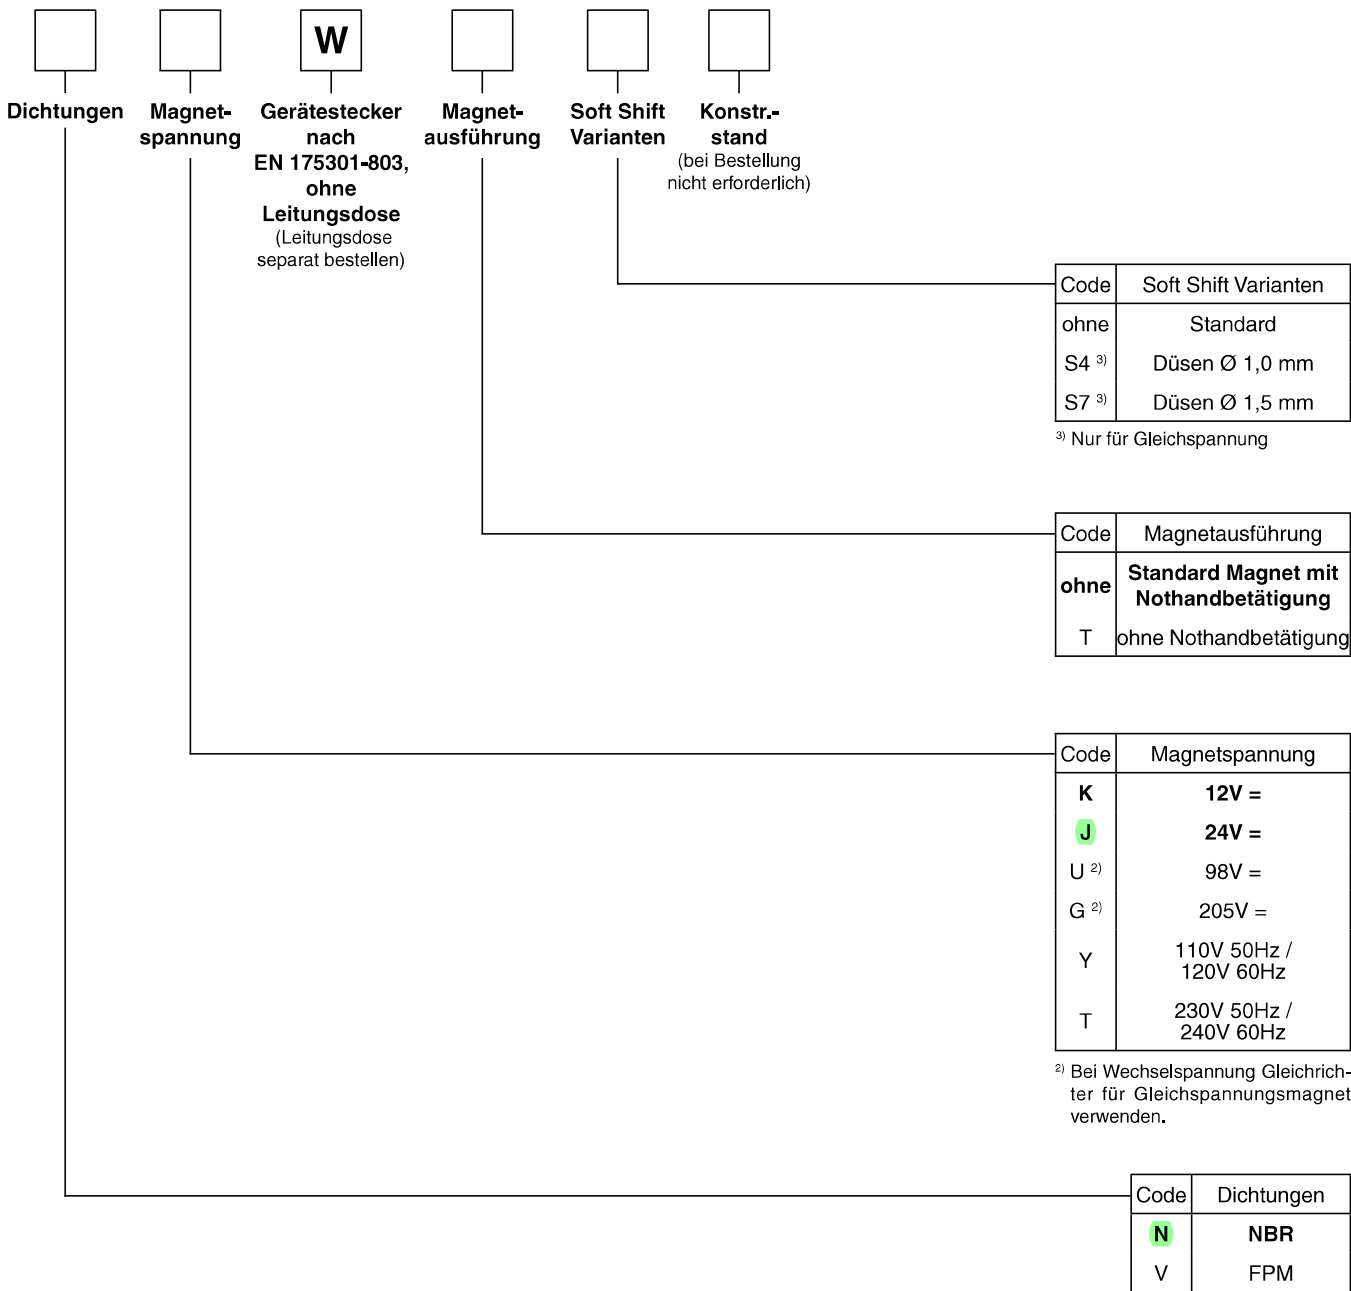 W
Dichtungen
Magnet-
spannung
Gerätestecker
nach
EN 175301-803,
ohne
Leitungsdose
(Leitungsdose
separat bestellen)
Magnet-
ausführung
Soft Shift
Varianten
Konstr.-
stand
(bei Bestellung
nicht erforderlich)
Code Soft Shift Varianten
ohne Standard
S4 3) Düsen Ø 1,0 mm
S7 3) Düsen Ø 1,5 mm
3) Nur für Gleichspannung
Code Magnetausführung
ohne Standard Magnet mit
Nothandbetätigung
T ohne Nothandbetätigung
Code Magnetspannung
K 12V =
J 24V =
U 2) 98V =
G 2) 205V =
Y 110V 50Hz /
120V 60Hz
T 230V 50Hz /
240V 60Hz
2) Bei Wechselspannung Gleichrich-
ter für Gleichspannungsmagnet
verwenden.
Code Dichtungen
N NBR
V FPM